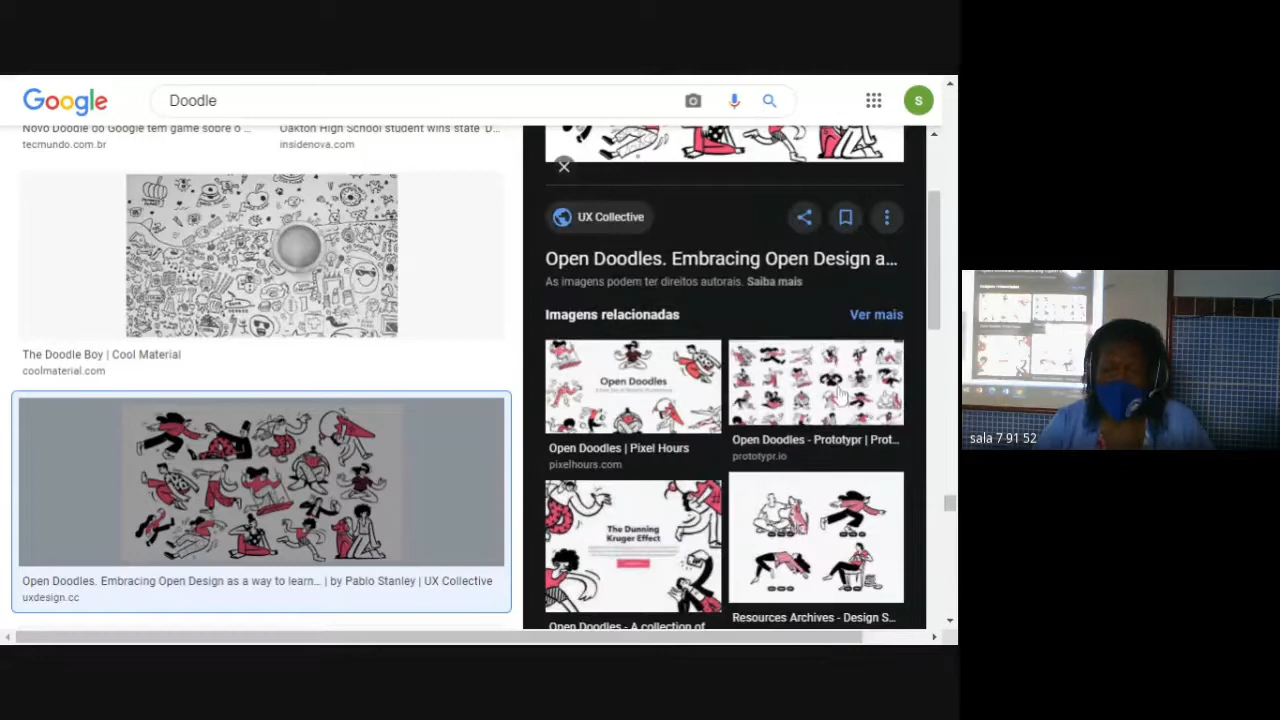 Google
Doodle
S
Novo Doodle do Google tem game sobre o ...
tecmundo.com.br
Oakton High School student wins state 'D...
insidenova.com
The Doodle Boy | Cool Material
coolmaterial.com
Open Doodles. Embracing Open Design as a way to learn... | by Pablo Stanley | UX Collective
uxdesign.cc
UX Collective
Open Doodles. Embracing Open Design a...
As imagens podem ter direitos autorais. Saiba mais
Imagens relacionadas
Ver mais
Open Doodles
Open Doodles | Pixel Hours
pixelhours.com
Open Doodles - Prototypr | Prot...
prototypr.io
The Dunning
Kruger Effect
Open Doodles - A collection of
Resources Archives - Design S...
sala 7 91 52